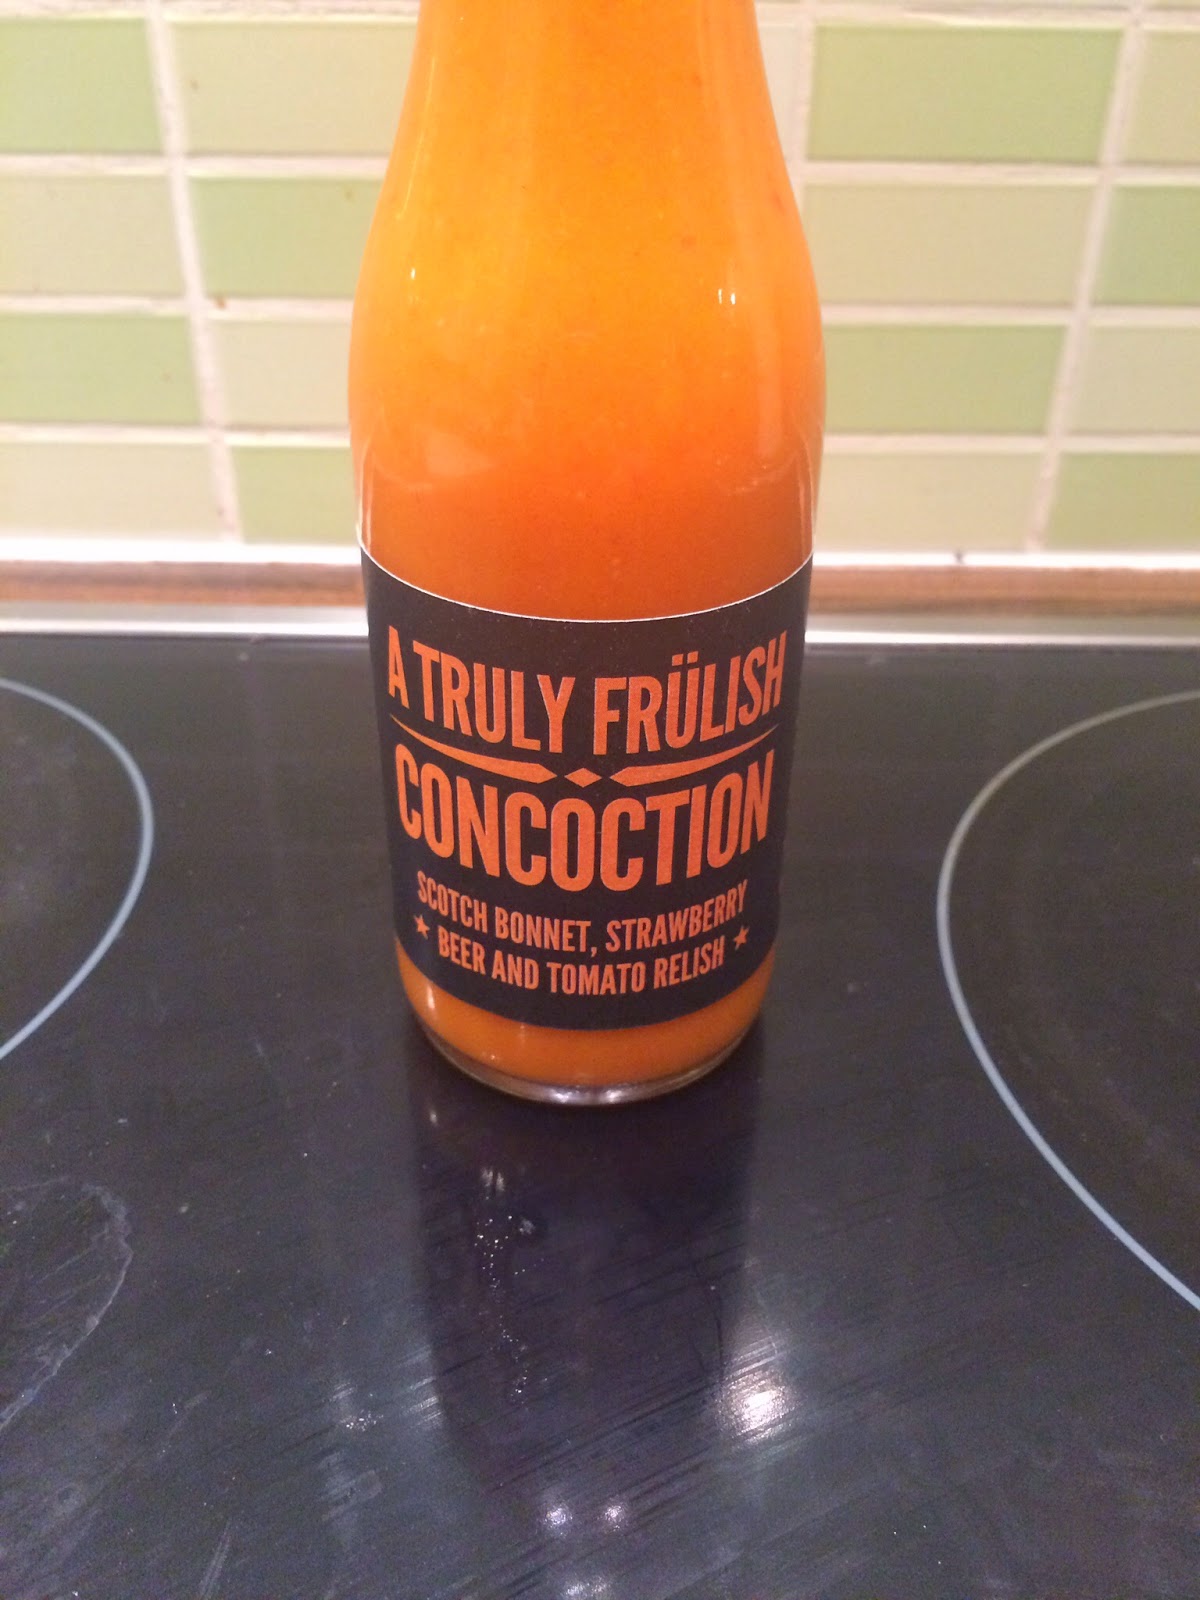 A TRULY FRÜLISH
CONCOCTION
SCOTCH BONNET, STRAWBERRY
★ BEER AND TOMATO RELISH ★